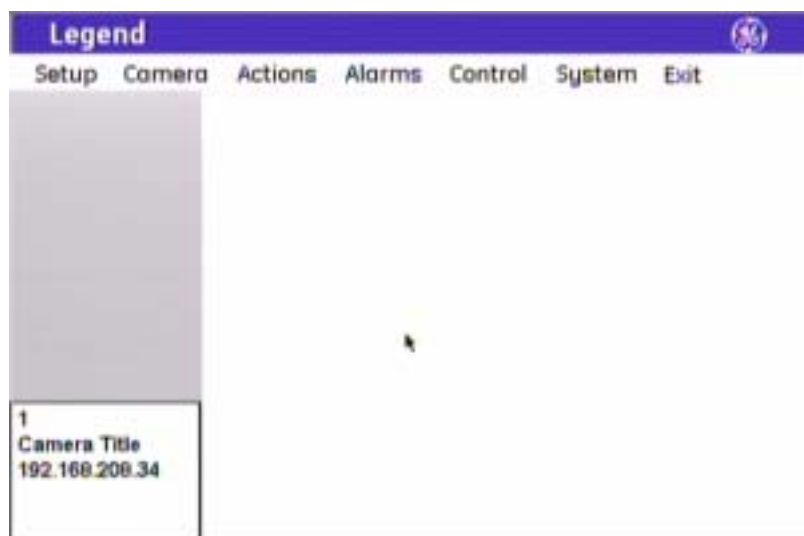 Legend
Setup Camera Actions Alarms Control System Exit
1
Camera Title
192.168.208.34